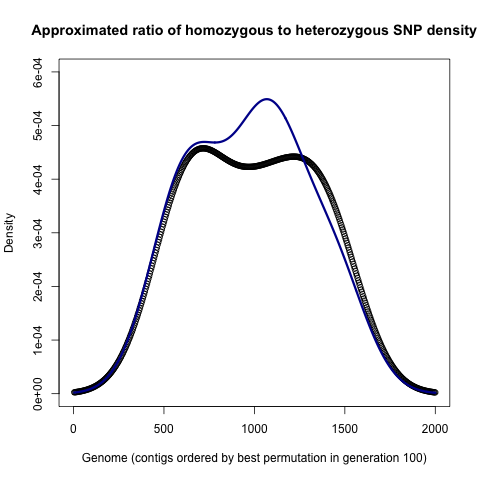 Approximated ratio of homozygous to heterozygous SNP density
6e-04
5e-04
4e-04
3e-04
2e-04
1e-04
0e+00
Density
0 500 1000 1500 2000
Genome (contigs ordered by best permutation in generation 100)